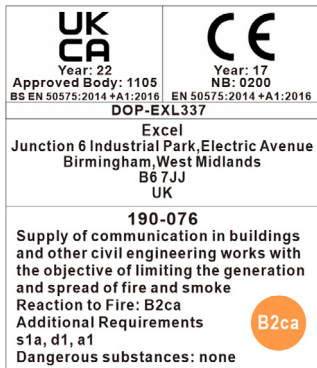 UK
CA
Year: 22
Approved Body: 1105
BS EN 50575:2014 +A1:2016
CE
Year: 17
NB: 0200
EN 50575:2014 +A1:2016
DOP-EXL337
Excel
Junction 6 Industrial Park,Electric Avenue
Birmingham,West Midlands
B6 7JJ
UK
190-076
Supply of communication in buildings
and other civil engineering works with
the objective of limiting the generation
and spread of fire and smoke
Reaction to Fire: B2ca
Additional Requirements
s1a, d1, a1
Dangerous substances: none
B2ca